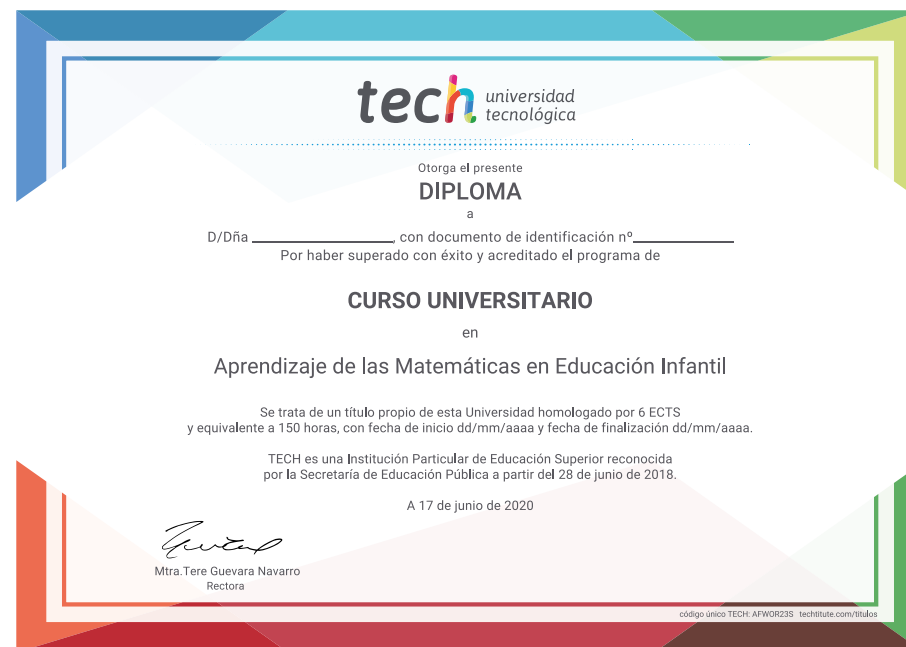 tech universidad
tecnológica
Otorga el presente
DIPLOMA
a
D/Dña ____________________, con documento de identificación nº______________
Por haber superado con éxito y acreditado el programa de
CURSO UNIVERSITARIO
en
Aprendizaje de las Matemáticas en Educación Infantil
Se trata de un título propio de esta Universidad homologado por 6 ECTS
y equivalente a 150 horas, con fecha de inicio dd/mm/aaaa y fecha de finalización dd/mm/aaaa.
TECH es una Institución Particular de Educación Superior reconocida
por la Secretaría de Educación Pública a partir del 28 de junio de 2018.
A 17 de junio de 2020
Mtra.Tere Guevara Navarro
Rectora
código único TECH: AFWOR23S techtitute.com/titulos